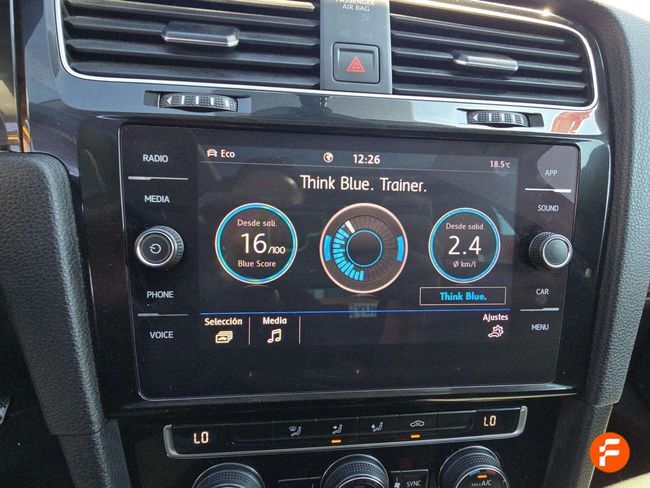 PASSENGER
AIR BAG
RADIO
MEDIA
PHONE
VOICE
Eco
12:26
18.5°C
Think Blue. Trainer.
Desde sali.
16/100
Blue Score
Desde salid.
2.4
Ø km/l
Think Blue.
Selección
Media
Ajustes
APP
SOUND
CAR
MENU
LO
LO
SYNC
MAX A/C